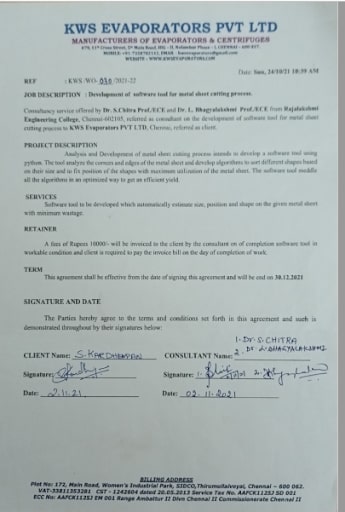 KWS EVAPORATORS PVT LTD
MANUFACTURERS OF EVAPORATORS & CENTRIFUGES
WEBSITE : WWW.KWSEVAPORATORS.COM
Date: Sun, 24/10/21 10:59 AM
REF : KWS /WO: 030 /2021-22
JOB DESCRIPTION : Development of software tool for metal sheet cutting process.
Consultancy service offered by Dr. S.Chitra Prof.ECE and Dr. L. Bhagyalakshmi Prof./ECE from Rajalakshmi
Engineering College, Chennai-602105, referred as consultant on the development of software tool for metal sheet
cutting process to KWS Evaporators PVT LTD, Chennai, referred as client.
PROJECT DESCRIPTION
Analysis and Development of metal sheet cutting process intends to develop a software tool using
python. The tool analyze the corners and edges of the metal sheet and develop algorithms to sort different shapes based
on their size and to fix position of the shapes with maximum utilization of the metal sheet. The software tool
all the algorithms in an optimized way to get an efficient yield.
SERVICES
Software tool to be developed which automatically estimate size, position and shape on the given metal sheet
with minimum wastage.
RETAINER
A fees of Rupees 10000/- will be invoiced to the client by the consultant on of completion software tool in
workable condition and client is required to pay the invoice bill on the day of completion of work.
TERM
This agreement shall be effective from the date of signing this agreement and will be end on 30.12.2021
SIGNATURE AND DATE
The Parties hereby agree to the terms and conditions set forth in this agreement and such is
demonstrated throughout by their signatures below:
1. Dr. S. CHITRA
CLIENT Name: CONSULTANT Name: 2. Dr L. BHAGYALAKSHMI
Signature: Signature: 1. 2.
Date: 2.11.21 Date: 02.11.2021
BILLING ADDRESS
Plot No: 172, Main Road, Women's Industrial Park, SIDCO, Thirumullaivoyal, Chennai – 600 062.
VAT-33811353281 CST - 1242604 dated 20.05.2013 Service Tax No. AAFCK1125J SD 001
ECC No: AAFCK1125J EM 001 Range Ambattur II Divn Chennai II Commissionerate Chennai II